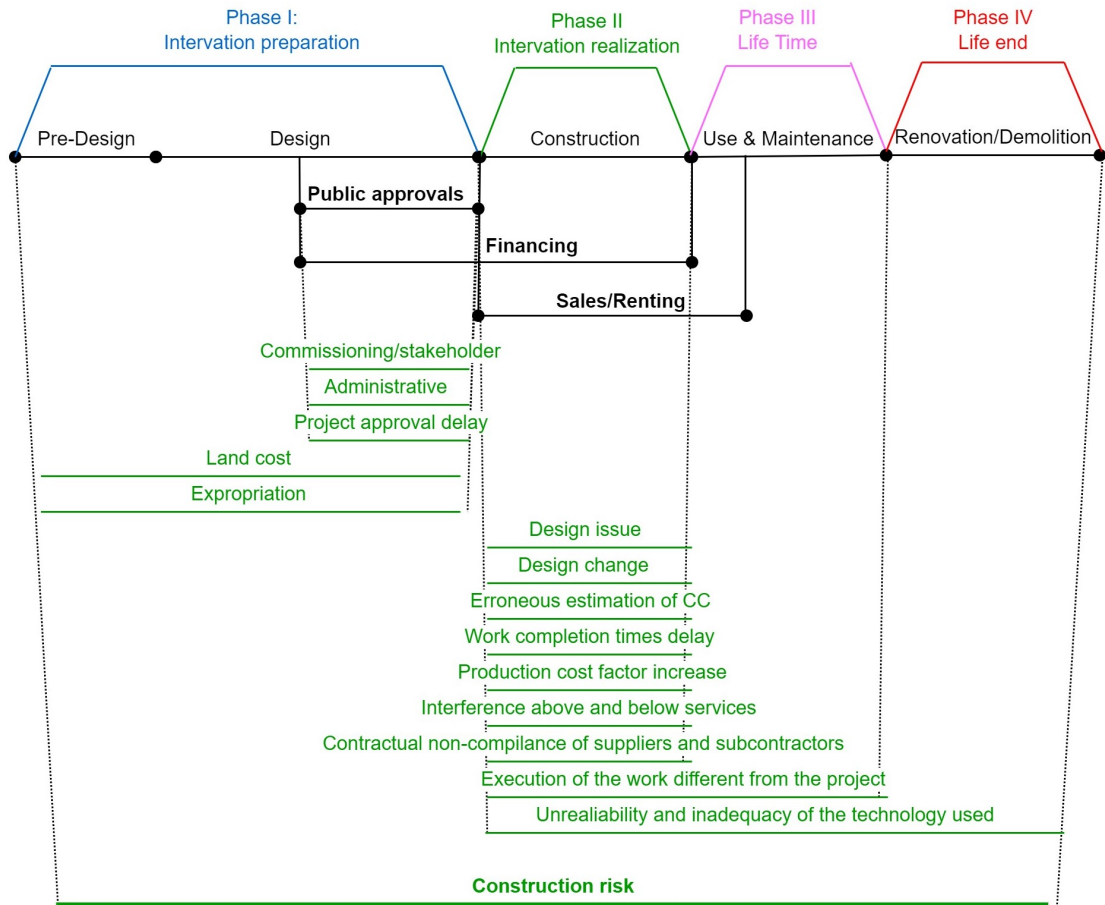 Phase I:
Intervation preparation
Phase II
Intervation realization
Phase III
Life Time
Phase IV
Life end
Pre-Design
Design
Construction
Use & Maintenance
Renovation/Demolition
Public approvals
Financing
Sales/Renting
Commissioning/stakeholder
Administrative
Project approval delay
Land cost
Expropriation
Design issue
Design change
Erroneous estimation of CC
Work completion times delay
Production cost factor increase
Interference above and below services
Contractual non-compilance of suppliers and subcontractors
Execution of the work different from the project
Unrealiability and inadequacy of the technology used
Construction risk